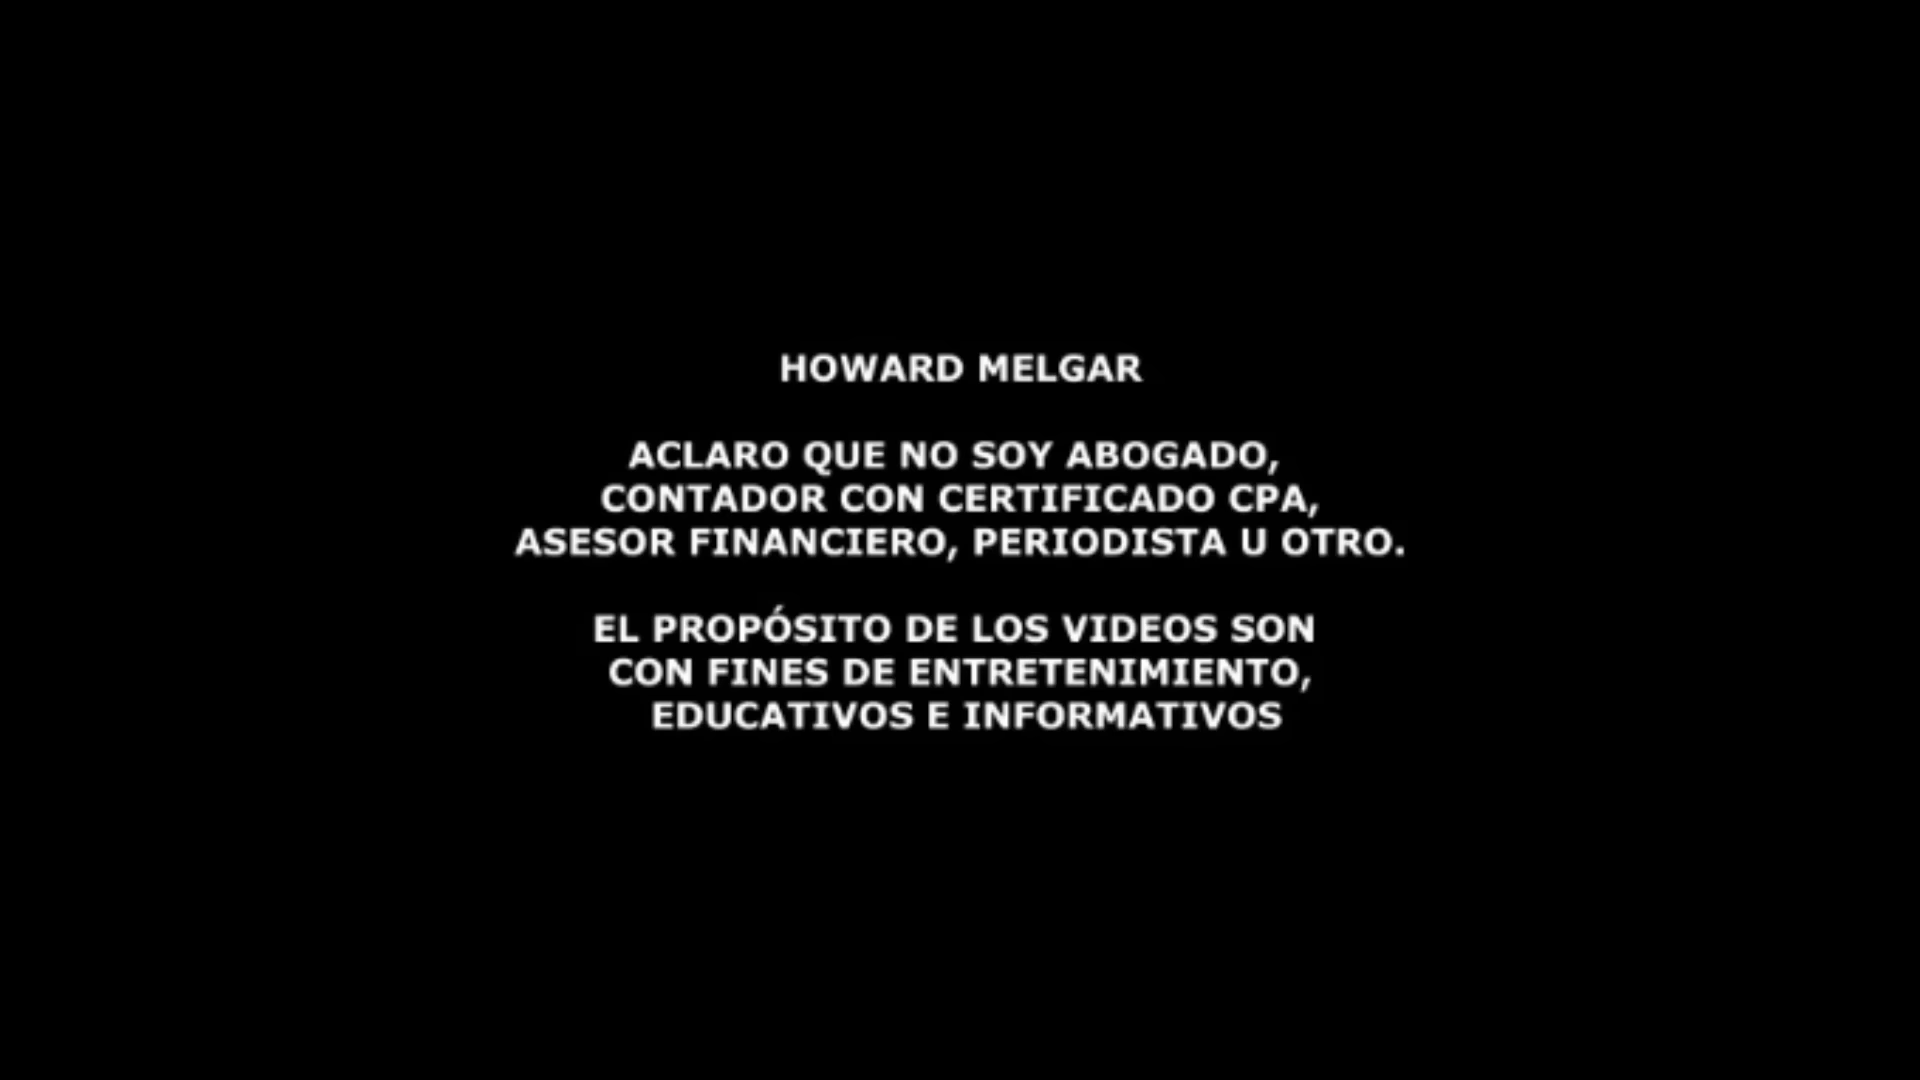 HOWARD MELGAR
ACLARO QUE NO SOY ABOGADO,
CONTADOR CON CERTIFICADO CPA,
ASESOR FINANCIERO, PERIODISTA U OTRO.
EL PROPÓSITO DE LOS VIDEOS SON
CON FINES DE ENTRETENIMIENTO,
EDUCATIVOS E INFORMATIVOS